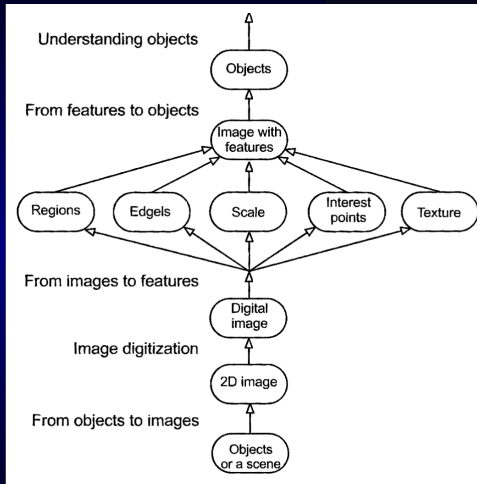 Understanding objects
Objects
From features to objects
Image with
features
Regions
Edgels
Scale
Interest
points
Texture
From images to features
Digital
image
Image digitization
2D image
From objects to images
Objects
or a scene